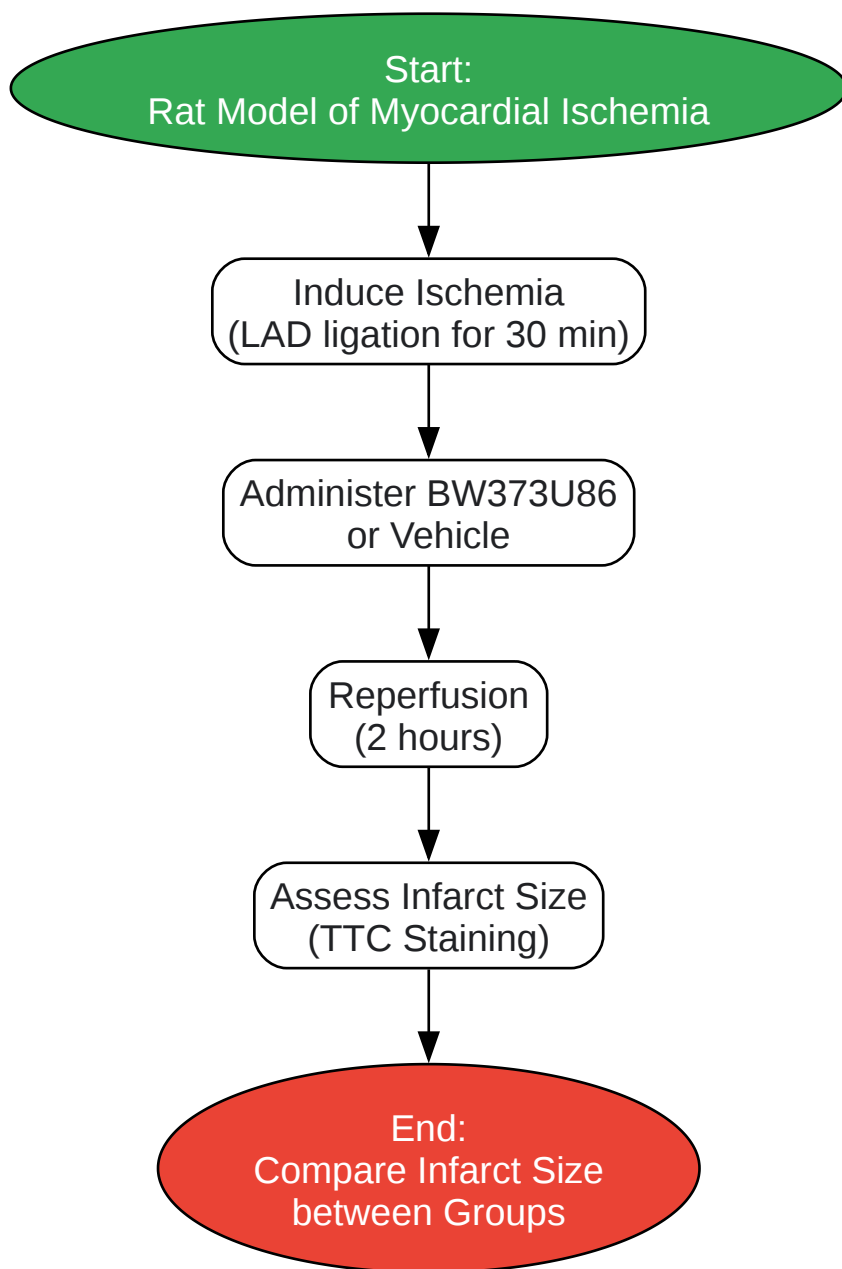 Start:
Rat Model of Myocardial Ischemia
Induce Ischemia
(LAD ligation for 30 min)
Administer BW373U86
or Vehicle
Reperfusion
(2 hours)
Assess Infarct Size
(TTC Staining)
End:
Compare Infarct Size
between Groups